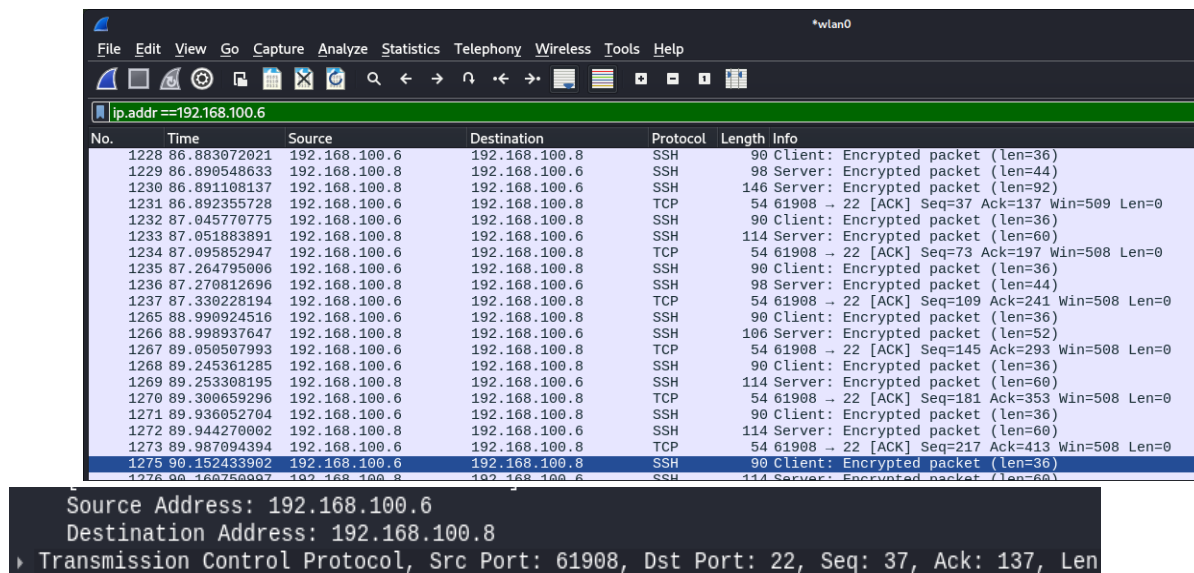 *wlan0
File Edit View Go Capture Analyze Statistics Telephony Wireless Tools Help
ip.addr ==192.168.100.6
No. Time Source Destination Protocol Length Info
1228 86.883072021 192.168.100.6 192.168.100.8 SSH 90 Client: Encrypted packet (len=36)
1229 86.890548633 192.168.100.8 192.168.100.6 SSH 98 Server: Encrypted packet (len=44)
1230 86.891108137 192.168.100.8 192.168.100.6 SSH 146 Server: Encrypted packet (len=92)
1231 86.892355728 192.168.100.6 192.168.100.8 TCP 54 61908 → 22 [ACK] Seq=37 Ack=137 Win=509 Len=0
1232 87.045770775 192.168.100.6 192.168.100.8 SSH 90 Client: Encrypted packet (len=36)
1233 87.051883891 192.168.100.8 192.168.100.6 SSH 114 Server: Encrypted packet (len=60)
1234 87.095852947 192.168.100.6 192.168.100.8 TCP 54 61908 → 22 [ACK] Seq=73 Ack=197 Win=508 Len=0
1235 87.264795006 192.168.100.6 192.168.100.8 SSH 90 Client: Encrypted packet (len=36)
1236 87.270812696 192.168.100.8 192.168.100.6 SSH 98 Server: Encrypted packet (len=44)
1237 87.330228194 192.168.100.6 192.168.100.8 TCP 54 61908 → 22 [ACK] Seq=109 Ack=241 Win=508 Len=0
1265 88.990924516 192.168.100.6 192.168.100.8 SSH 90 Client: Encrypted packet (len=36)
1266 88.998937647 192.168.100.8 192.168.100.6 SSH 106 Server: Encrypted packet (len=52)
1267 89.050507993 192.168.100.6 192.168.100.8 TCP 54 61908 → 22 [ACK] Seq=145 Ack=293 Win=508 Len=0
1268 89.245361285 192.168.100.6 192.168.100.8 SSH 90 Client: Encrypted packet (len=36)
1269 89.253308195 192.168.100.8 192.168.100.6 SSH 114 Server: Encrypted packet (len=60)
1270 89.300659296 192.168.100.6 192.168.100.8 TCP 54 61908 → 22 [ACK] Seq=181 Ack=353 Win=508 Len=0
1271 89.936052704 192.168.100.6 192.168.100.8 SSH 90 Client: Encrypted packet (len=36)
1272 89.944270002 192.168.100.8 192.168.100.6 SSH 114 Server: Encrypted packet (len=60)
1273 89.987094394 192.168.100.6 192.168.100.8 TCP 54 61908 → 22 [ACK] Seq=217 Ack=413 Win=508 Len=0
1275 90.152433902 192.168.100.6 192.168.100.8 SSH 90 Client: Encrypted packet (len=36)
1276 90.160750997 192.168.100.8 192.168.100.6 SSH 114 Server: Encrypted packet (len=60)
Source Address: 192.168.100.6
Destination Address: 192.168.100.8
Transmission Control Protocol, Src Port: 61908, Dst Port: 22, Seq: 37, Ack: 137, Len